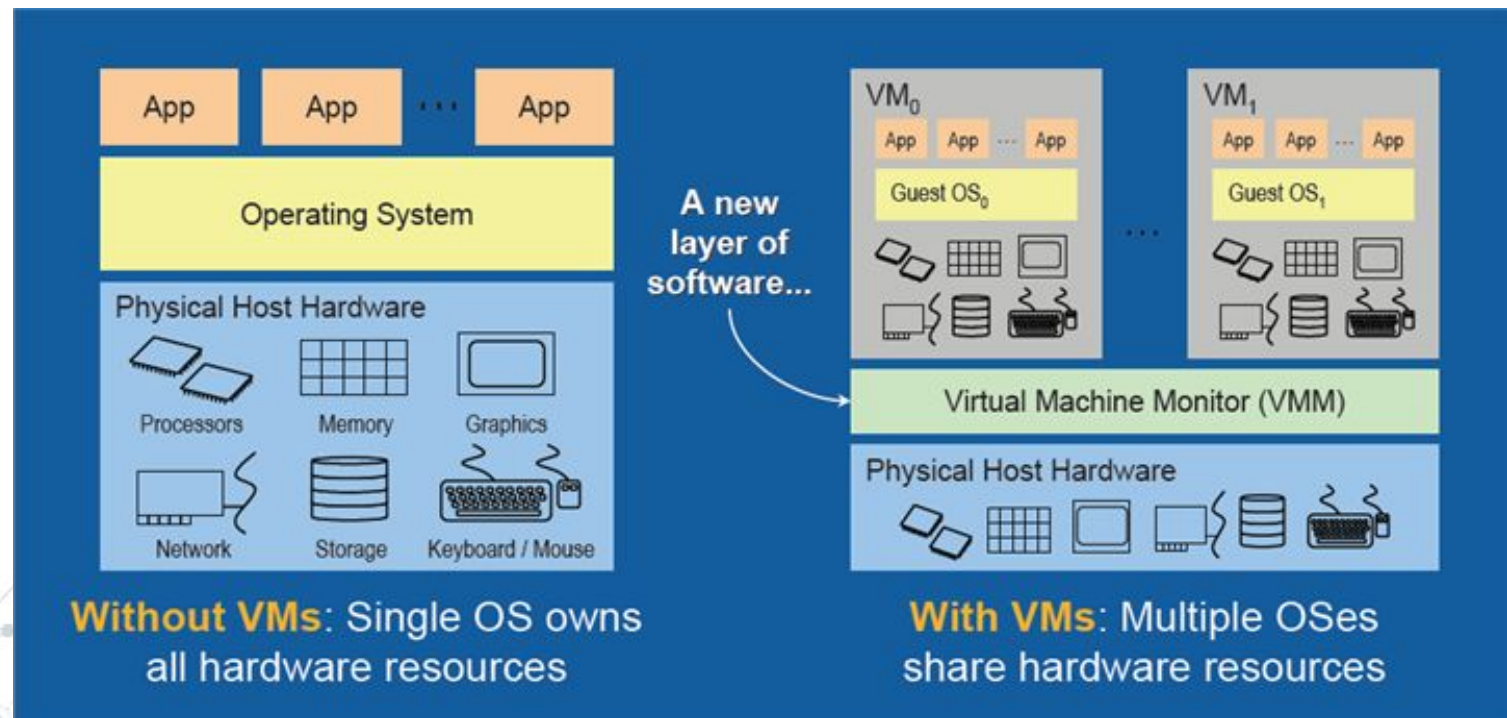 App App ... App
Operating System
Physical Host Hardware
Processors Memory Graphics
Network Storage Keyboard / Mouse
Without VMs: Single OS owns
all hardware resources
A new
layer of
software...
VM₀
App App ... App
Guest OS₀
...
VM₁
App App ... App
Guest OS₁
Virtual Machine Monitor (VMM)
Physical Host Hardware
With VMs: Multiple OSes
share hardware resources